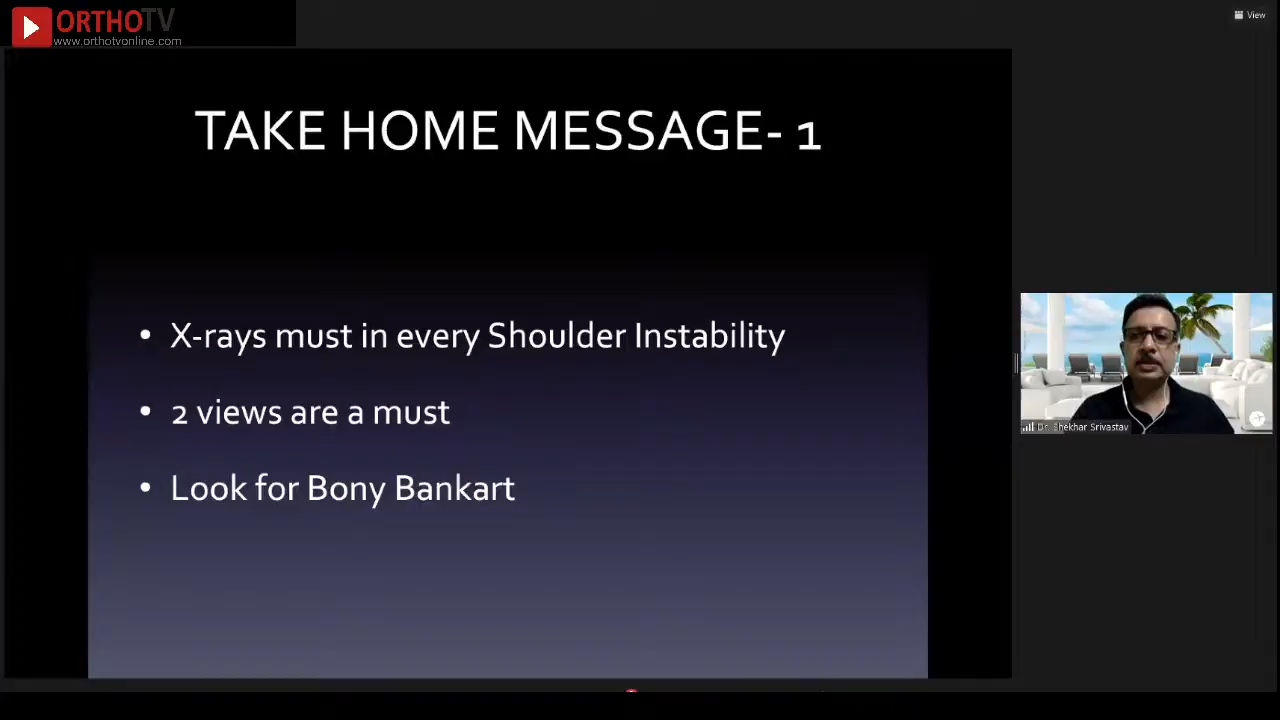 ORTHOTV
www.orthotvonline.com
View
TAKE HOME MESSAGE- 1
• X-rays must in every Shoulder Instability
• 2 views are a must
• Look for Bony Bankart
Dr. Shekhar Srivastav